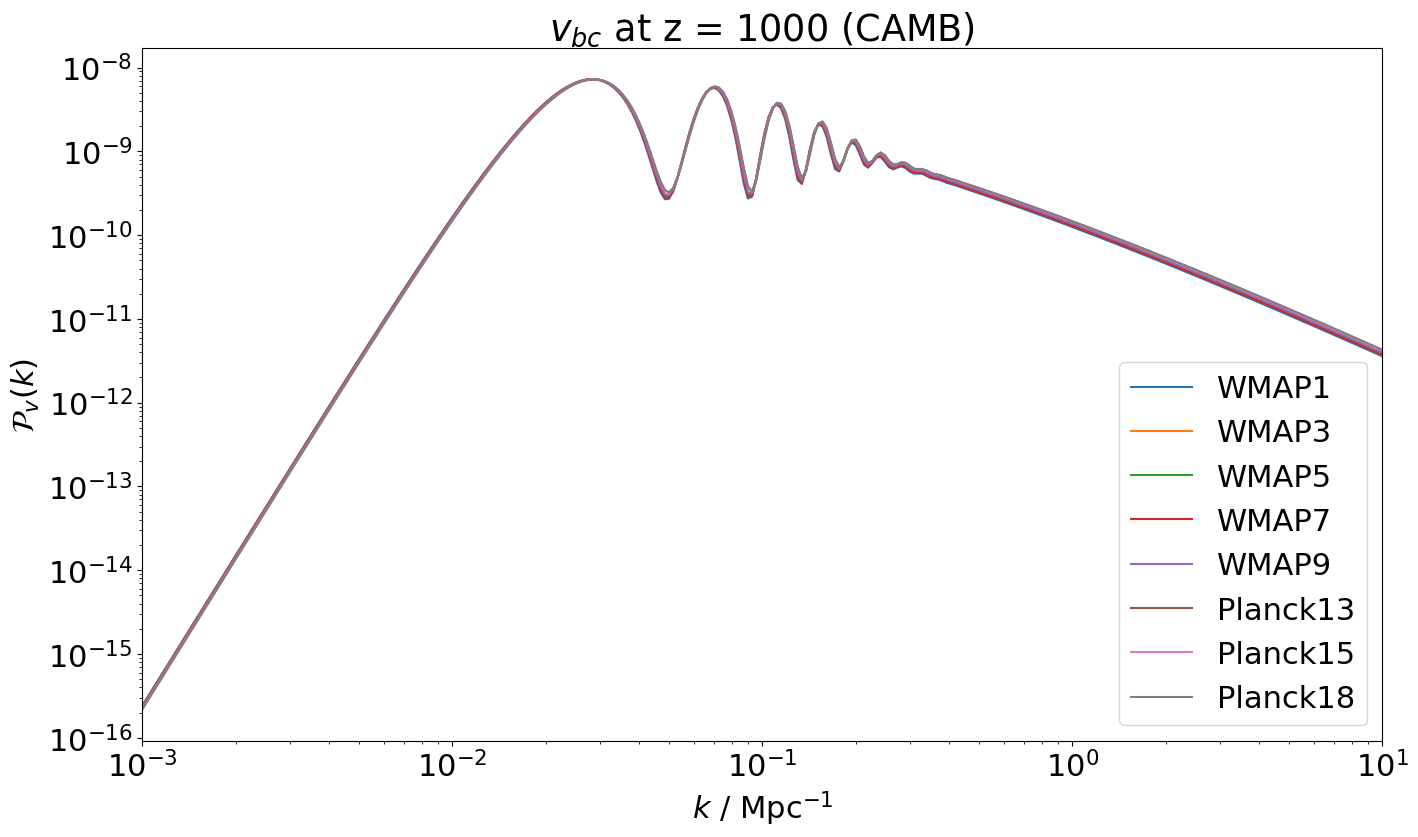 v_{bc} at z = 1000 (CAMB)
10^{-8}
10^{-9}
10^{-10}
10^{-11}
10^{-12}
10^{-13}
10^{-14}
10^{-15}
10^{-16}
𝒫_v(k)
WMAP1
WMAP3
WMAP5
WMAP7
WMAP9
Planck13
Planck15
Planck18
10^{-3} 10^{-2} 10^{-1} 10^{0} 10^{1}
k / Mpc^{-1}